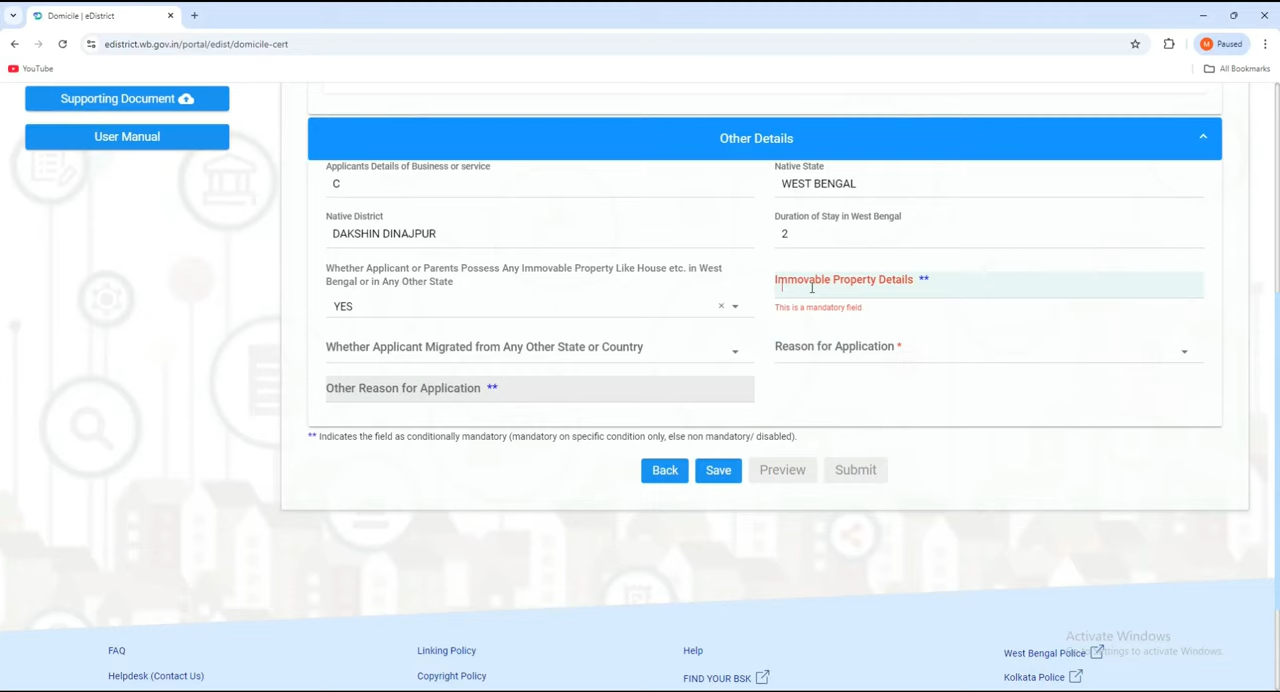 Domicile | eDistrict
edistrict.wb.gov.in/portal/edist/domicile-cert
M Paused
YouTube
All Bookmarks
Supporting Document
User Manual
Other Details
Applicants Details of Business or service
C
Native State
WEST BENGAL
Native District
DAKSHIN DINAJPUR
Duration of Stay in West Bengal
2
Whether Applicant or Parents Possess Any Immovable Property Like House etc. in West
Bengal or in Any Other State
YES
Immovable Property Details **
This is a mandatory field
Whether Applicant Migrated from Any Other State or Country
Reason for Application *
Other Reason for Application **
** Indicates the field as conditionally mandatory (mandatory on specific condition only, else non mandatory/ disabled).
Back Save Preview Submit
Activate Windows
ttings to activate Windows.
FAQ Linking Policy Help West Bengal Police
Helpdesk (Contact Us) Copyright Policy FIND YOUR BSK Kolkata Police